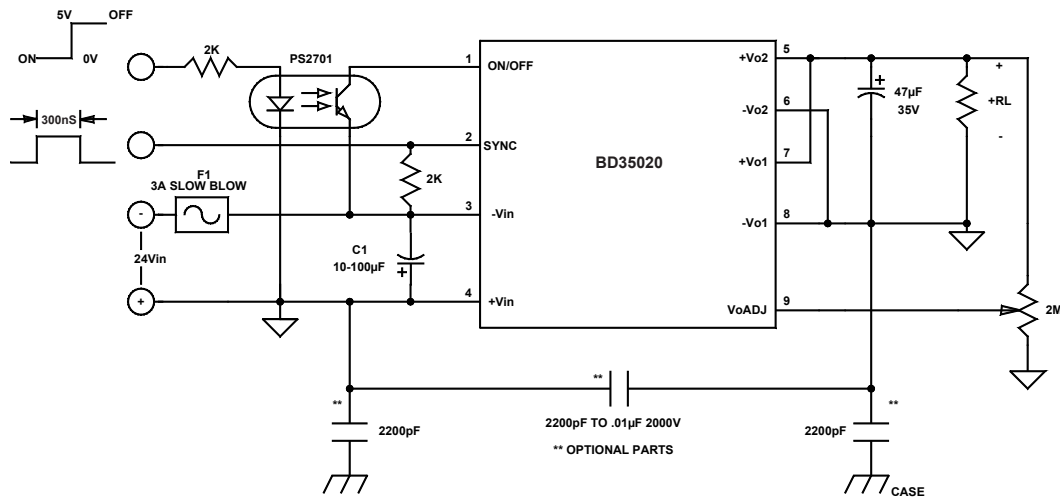 5V OFF
ON 0V
2K
PS2701
300nS
F1
3A SLOW BLOW
-
24Vin
+
C1
10-100µF
+
2K
1 ON/OFF
2 SYNC
3 -Vin
4 +Vin
BD35020
+Vo2 5
-Vo2 6
+Vo1 7
-Vo1 8
VoADJ 9
+
47µF
35V
+
+RL
-
2M
** 2200pF
** 2200pF TO .01µF 2000V
** OPTIONAL PARTS
** 2200pF
CASE